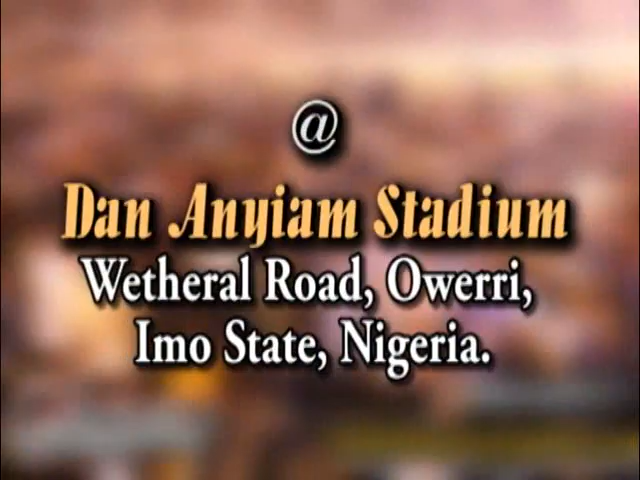 @
Dan Anyiam Stadium
Wetheral Road, Owerri,
Imo State, Nigeria.